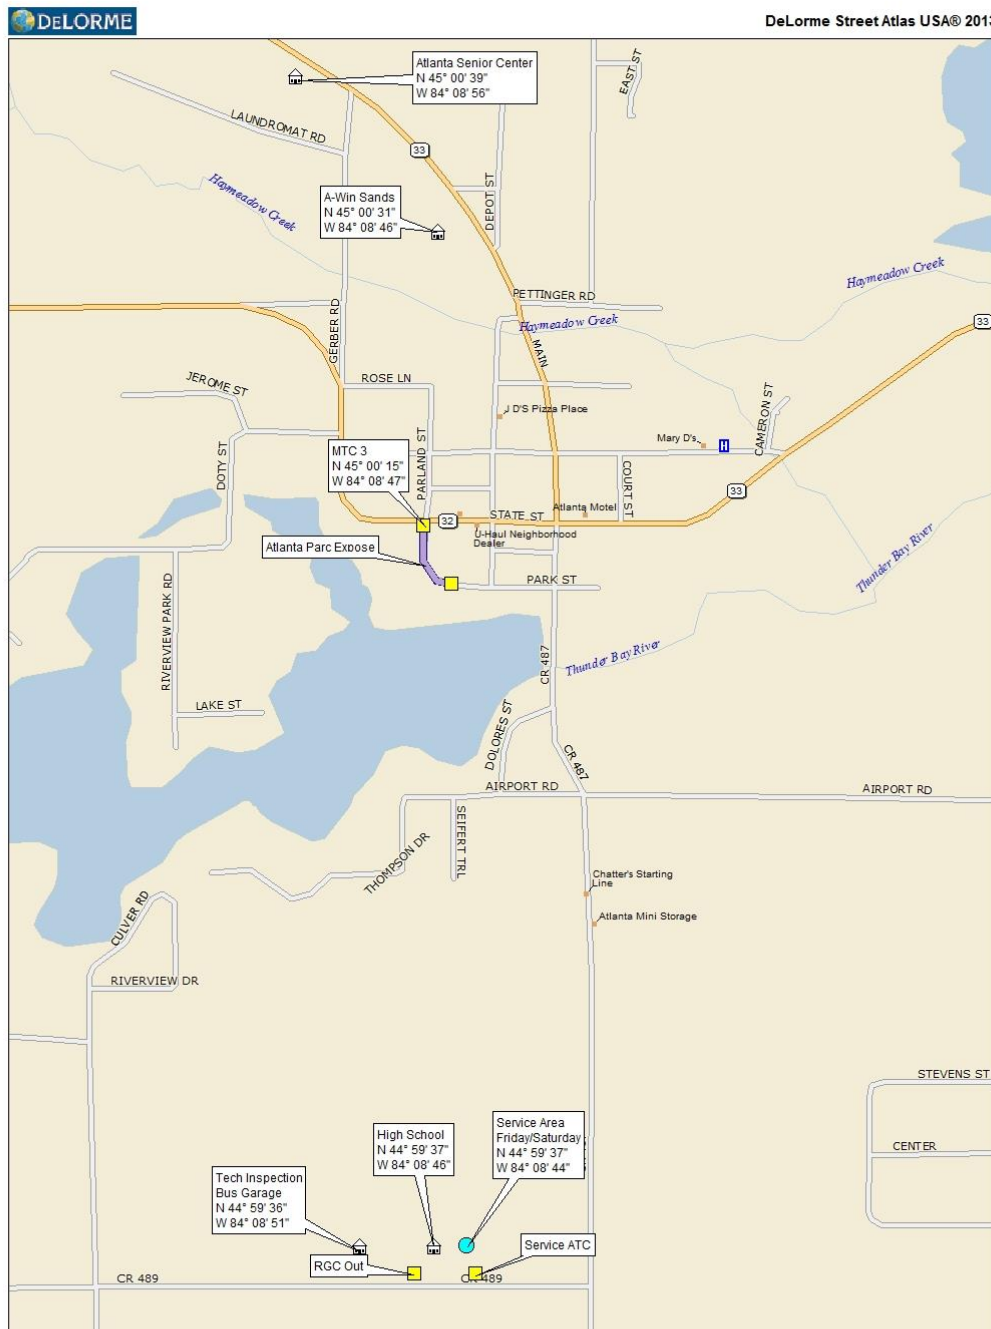 DELORME
DeLorme Street Atlas USA® 2013
Atlanta Senior Center
N 45° 00' 39"
W 84° 08' 56"
EAST ST
LAUNDROMAT RD
33
Haymeadow Creek
A-Win Sands
N 45° 00' 31"
W 84° 08' 46"
DEPOT ST
Haymeadow Creek
PETTINGER RD
Haymeadow Creek
33
GERBER RD
MAIN
JEROME ST
ROSE LN
J D'S Pizza Place
CAMERON ST
Mary D's
H
DOTY ST
MTC 3
N 45° 00' 15"
W 84° 08' 47"
PARLAND ST
COURT ST
33
32
STATE ST
Atlanta Motel
U-Haul Neighborhood
Dealer
Atlanta Parc Expose
Thunder Bay River
PARK ST
RIVERVIEW PARK RD
CR 487
Thunder Bay River
LAKE ST
DOLORES ST
CR 487
AIRPORT RD
AIRPORT RD
SEIFERT TRL
THOMPSON DR
Chatter's Starting
Line
Atlanta Mini Storage
CULVER RD
RIVERVIEW DR
STEVENS ST
CENTER
High School
N 44° 59' 37"
W 84° 08' 46"
Service Area
Friday/Saturday
N 44° 59' 37"
W 84° 08' 44"
Tech Inspection
Bus Garage
N 44° 59' 36"
W 84° 08' 51"
RGC Out
Service ATC
CR 489
CR 489